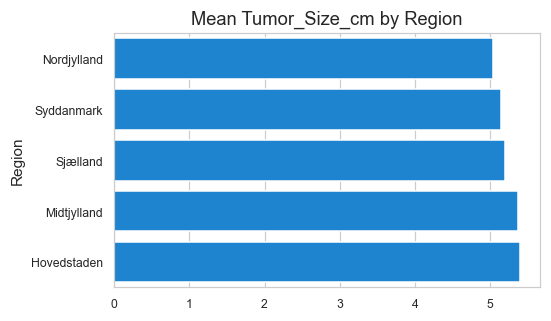 Mean Tumor_Size_cm by Region
Region
Nordjylland
Syddanmark
Sjælland
Midtjylland
Hovedstaden
0 1 2 3 4 5